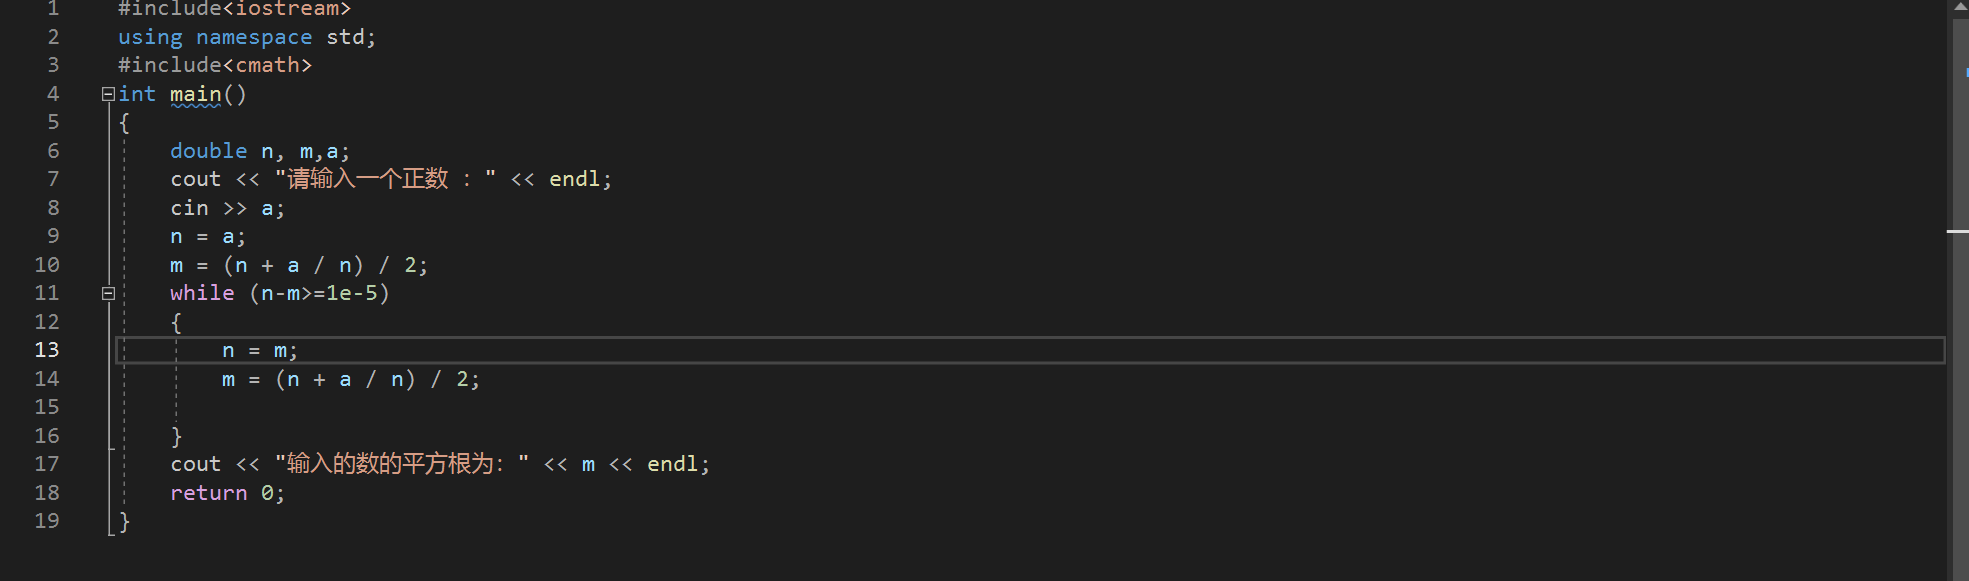 1 #include<iostream>
2 using namespace std;
3 #include<cmath>
4 int main()
5 {
6 double n, m,a;
7 cout << "请输入一个正数 : " << endl;
8 cin >> a;
9 n = a;
10 m = (n + a / n) / 2;
11 while (n-m>=1e-5)
12 {
13 n = m;
14 m = (n + a / n) / 2;
15
16 }
17 cout << "输入的数的平方根为: " << m << endl;
18 return 0;
19 }